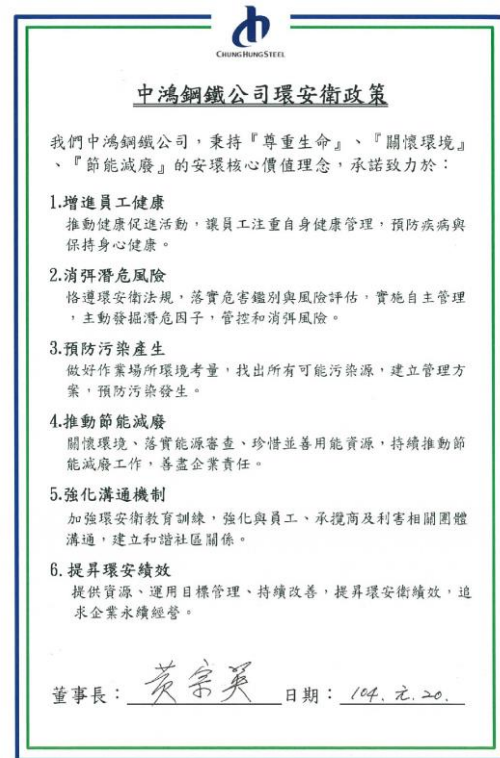 CHUNG HUNG STEEL
中鴻鋼鐵公司環安衛政策
我們中鴻鋼鐵公司，秉持『尊重生命』、『關懷環境』
、『節能減廢』的安環核心價值理念，承諾致力於：
1.增進員工健康
推動健康促進活動，讓員工注重自身健康管理，預防疾病與
保持身心健康。
2.消弭潛危風險
恪遵環安衛法規，落實危害鑑別與風險評估，實施自主管理
，主動發掘潛危因子，管控和消弭風險。
3.預防污染產生
做好作業場所環境考量，找出所有可能污染源，建立管理方
案，預防污染發生。
4.推動節能減廢
關懷環境、落實能源審查、珍惜並善用能資源，持續推動節
能減廢工作，善盡企業責任。
5.強化溝通機制
加強環安衛教育訓練，強化與員工、承攬商及利害相關團體
溝通，建立和諧社區關係。
6.提昇環安績效
提供資源、運用目標管理、持續改善，提昇環安衛績效，追
求企業永續經營。
董事長：黃宗英 日期：104.元.20.